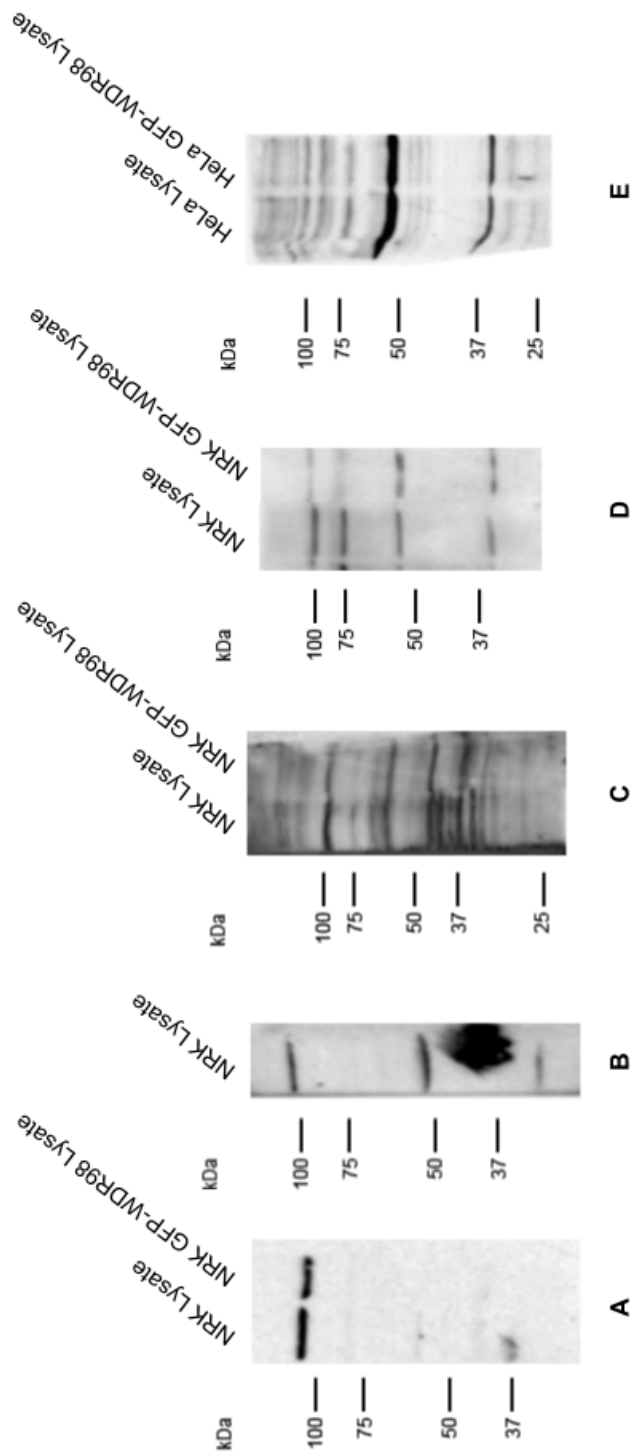 NRK Lysate
NRK GFP-WDR98 Lysate
kDa
100
75
50
37
A
NRK Lysate
kDa
100
75
50
37
B
NRK Lysate
NRK GFP-WDR98 Lysate
kDa
100
75
50
37
25
C
NRK Lysate
NRK GFP-WDR98 Lysate
kDa
100
75
50
37
D
HeLa Lysate
HeLa GFP-WDR98 Lysate
kDa
100
75
50
37
25
E